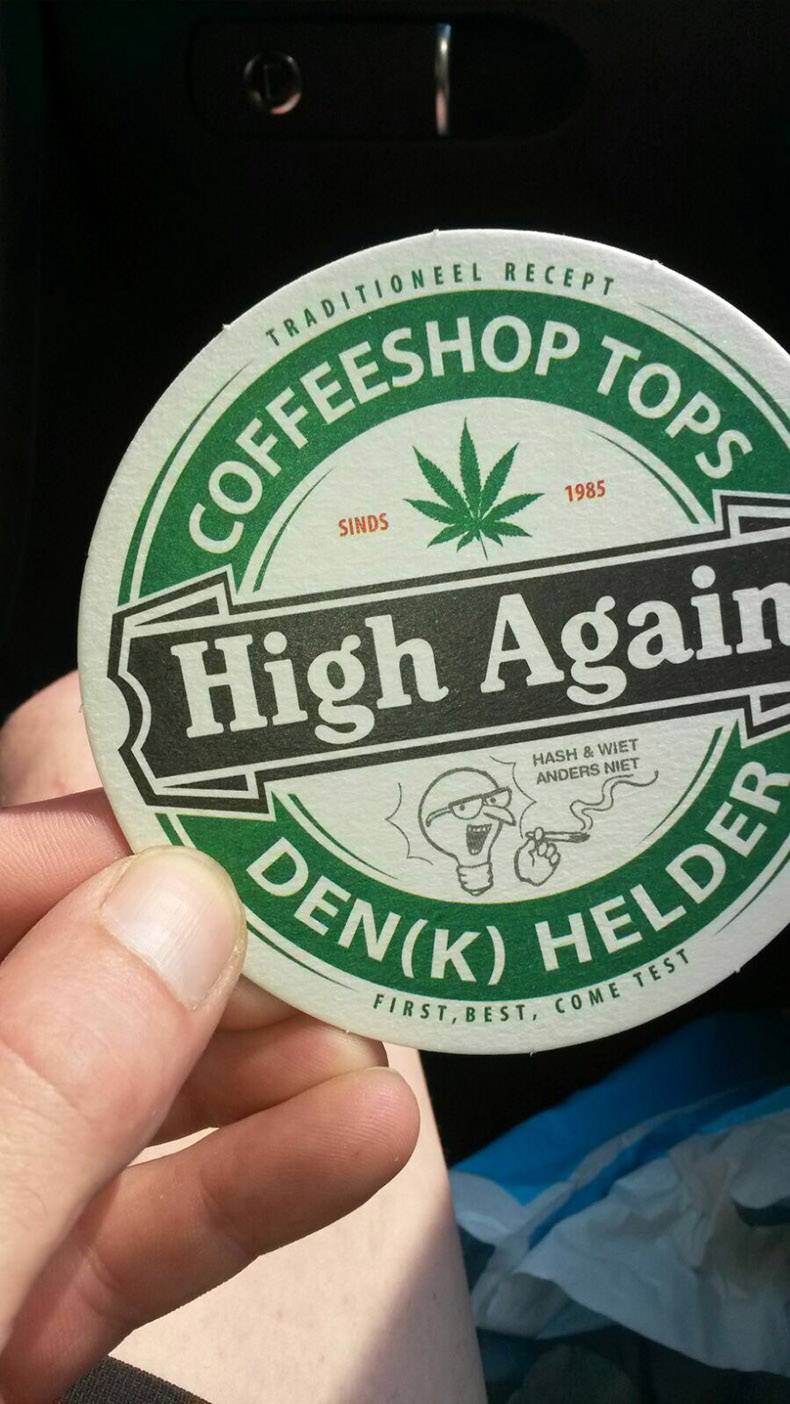 TRADITIONEEL RECEPT
COFFEESHOP TOPS
SINDS 1985
High Again
HASH & WIET
ANDERS NIET
DEN(K) HELDER
FIRST, BEST, COME TEST